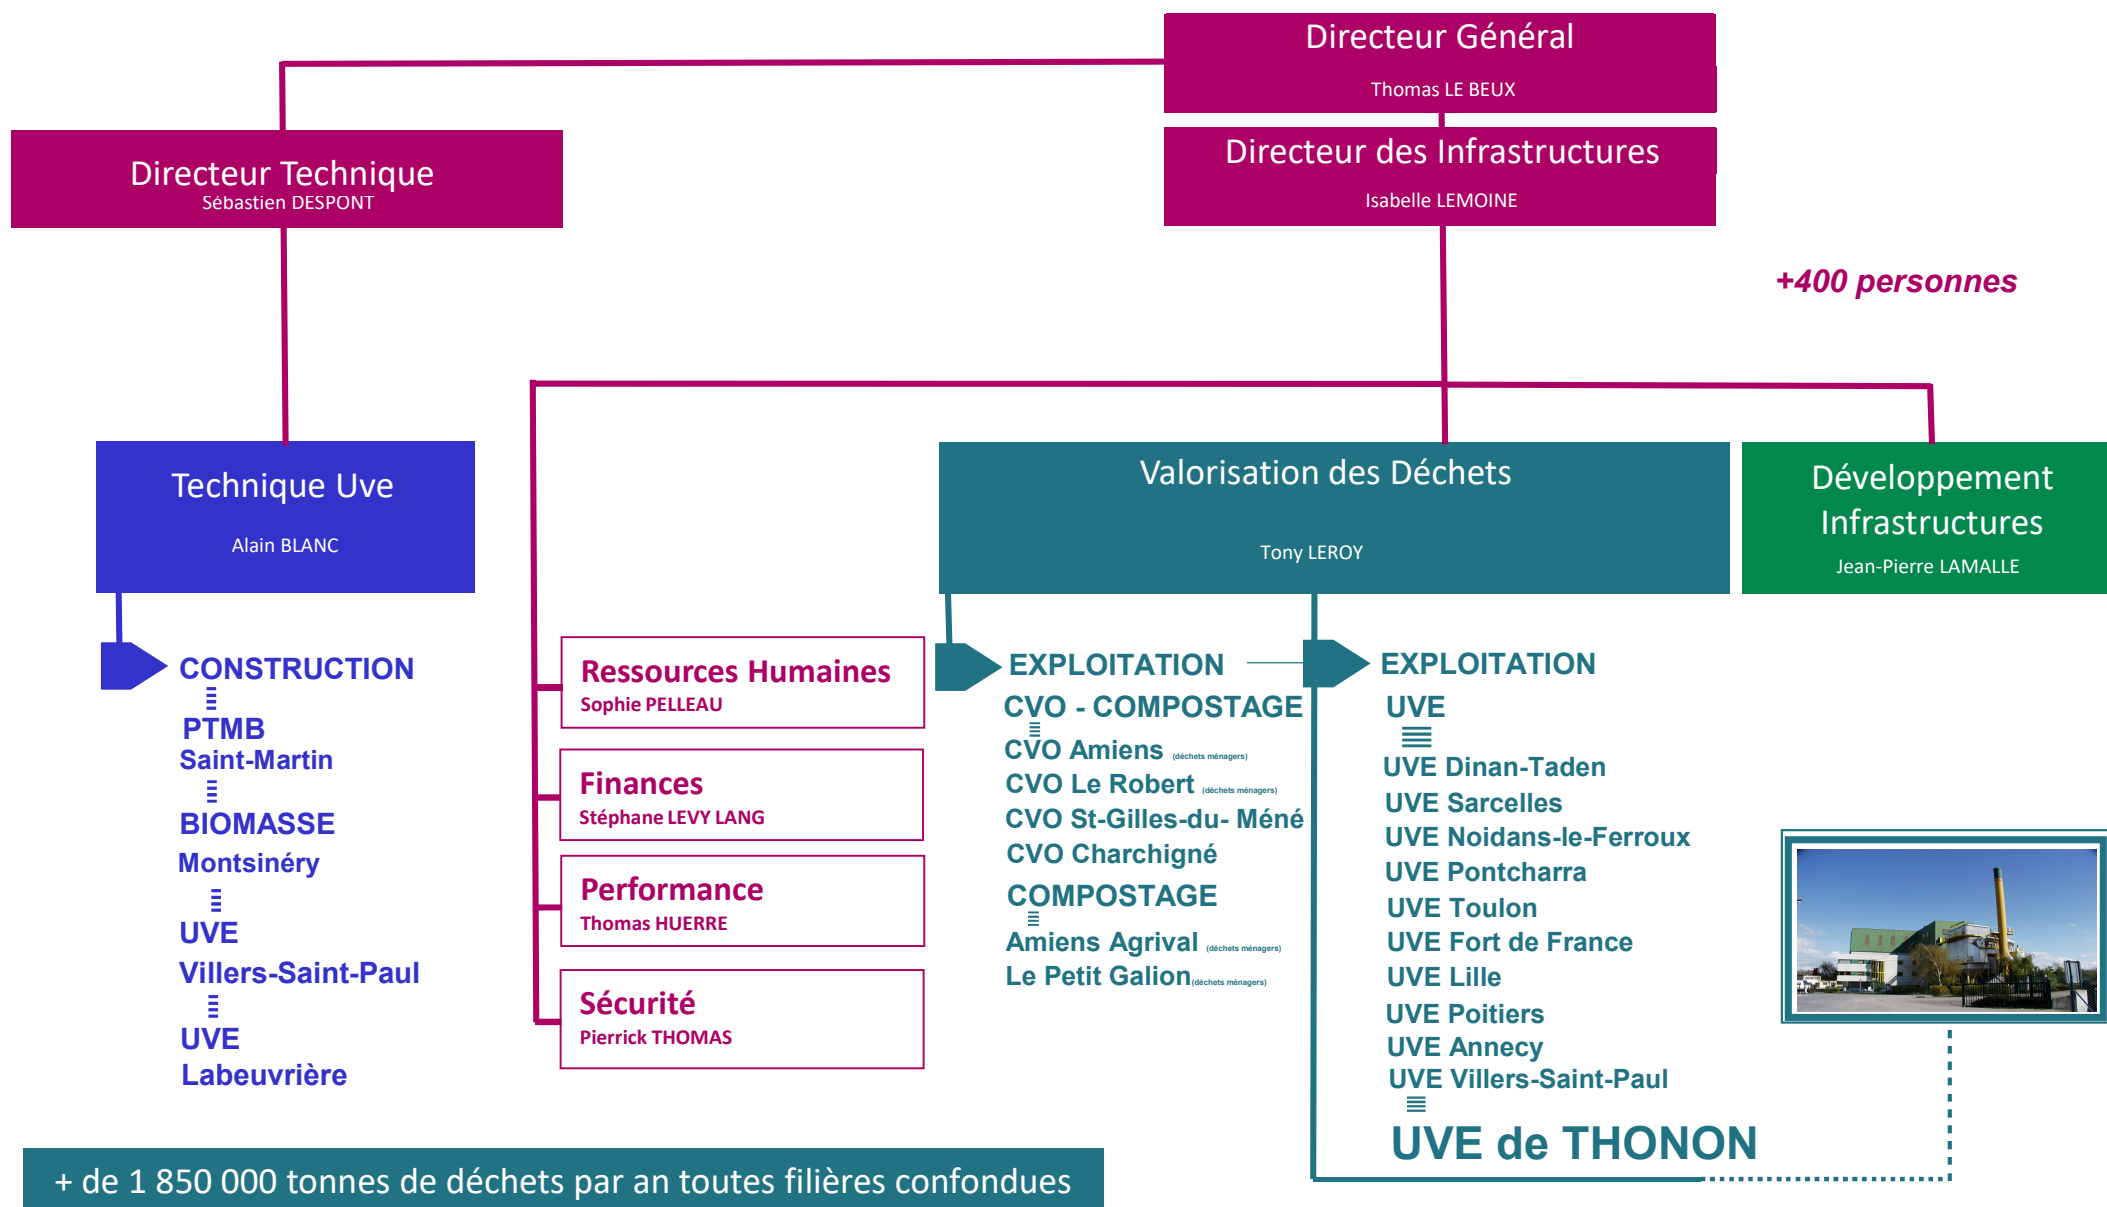 Directeur Général
Thomas LE BEUX
Directeur Technique
Sébastien DESPONT
Directeur des Infrastructures
Isabelle LEMOINE
+400 personnes
Technique Uve
Alain BLANC
Valorisation des Déchets
Tony LEROY
Développement
Infrastructures
Jean-Pierre LAMALLE
CONSTRUCTION
PTMB
Saint-Martin
BIOMASSE
Montsinéry
UVE
Villers-Saint-Paul
UVE
Labeuvrière
Ressources Humaines
Sophie PELLEAU
Finances
Stéphane LEVY LANG
Performance
Thomas HUERRE
Sécurité
Pierrick THOMAS
EXPLOITATION
CVO - COMPOSTAGE
CVO Amiens (déchets ménagers)
CVO Le Robert (déchets ménagers)
CVO St-Gilles-du- Méné
CVO Charchigné
COMPOSTAGE
Amiens Agrival (déchets ménagers)
Le Petit Galion(déchets ménagers)
EXPLOITATION
UVE
UVE Dinan-Taden
UVE Sarcelles
UVE Noidans-le-Ferroux
UVE Pontcharra
UVE Toulon
UVE Fort de France
UVE Lille
UVE Poitiers
UVE Annecy
UVE Villers-Saint-Paul
UVE de THONON
+ de 1 850 000 tonnes de déchets par an toutes filières confondues